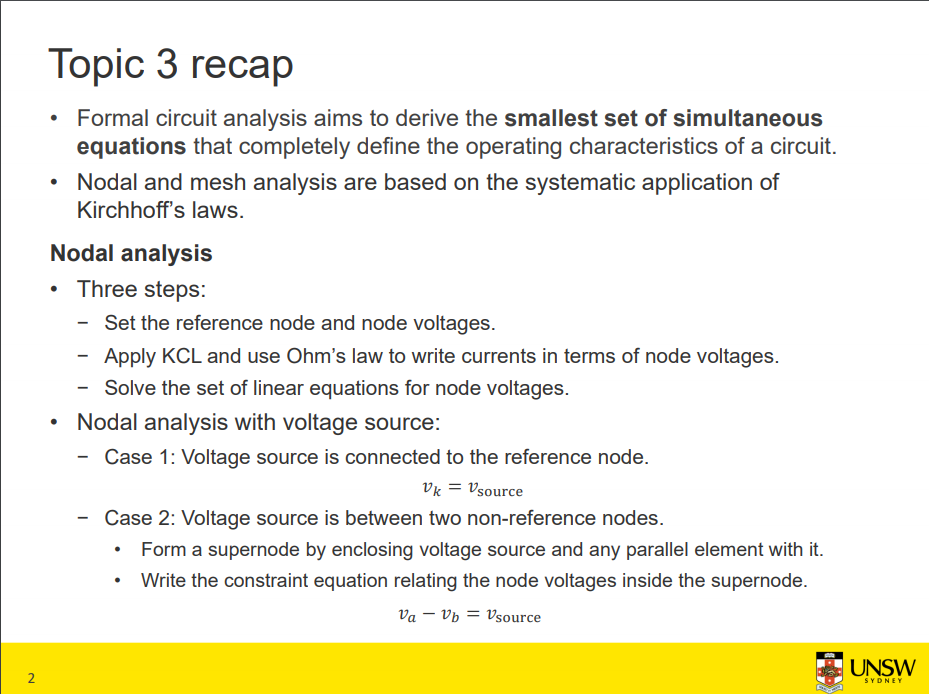 Topic 3 recap
• Formal circuit analysis aims to derive the smallest set of simultaneous
equations that completely define the operating characteristics of a circuit.
• Nodal and mesh analysis are based on the systematic application of
Kirchhoff's laws.
Nodal analysis
• Three steps:
− Set the reference node and node voltages.
− Apply KCL and use Ohm's law to write currents in terms of node voltages.
− Solve the set of linear equations for node voltages.
• Nodal analysis with voltage source:
− Case 1: Voltage source is connected to the reference node.
v_k = v_source
− Case 2: Voltage source is between two non-reference nodes.
• Form a supernode by enclosing voltage source and any parallel element with it.
• Write the constraint equation relating the node voltages inside the supernode.
v_a − v_b = v_source
2
UNSW
SYDNEY